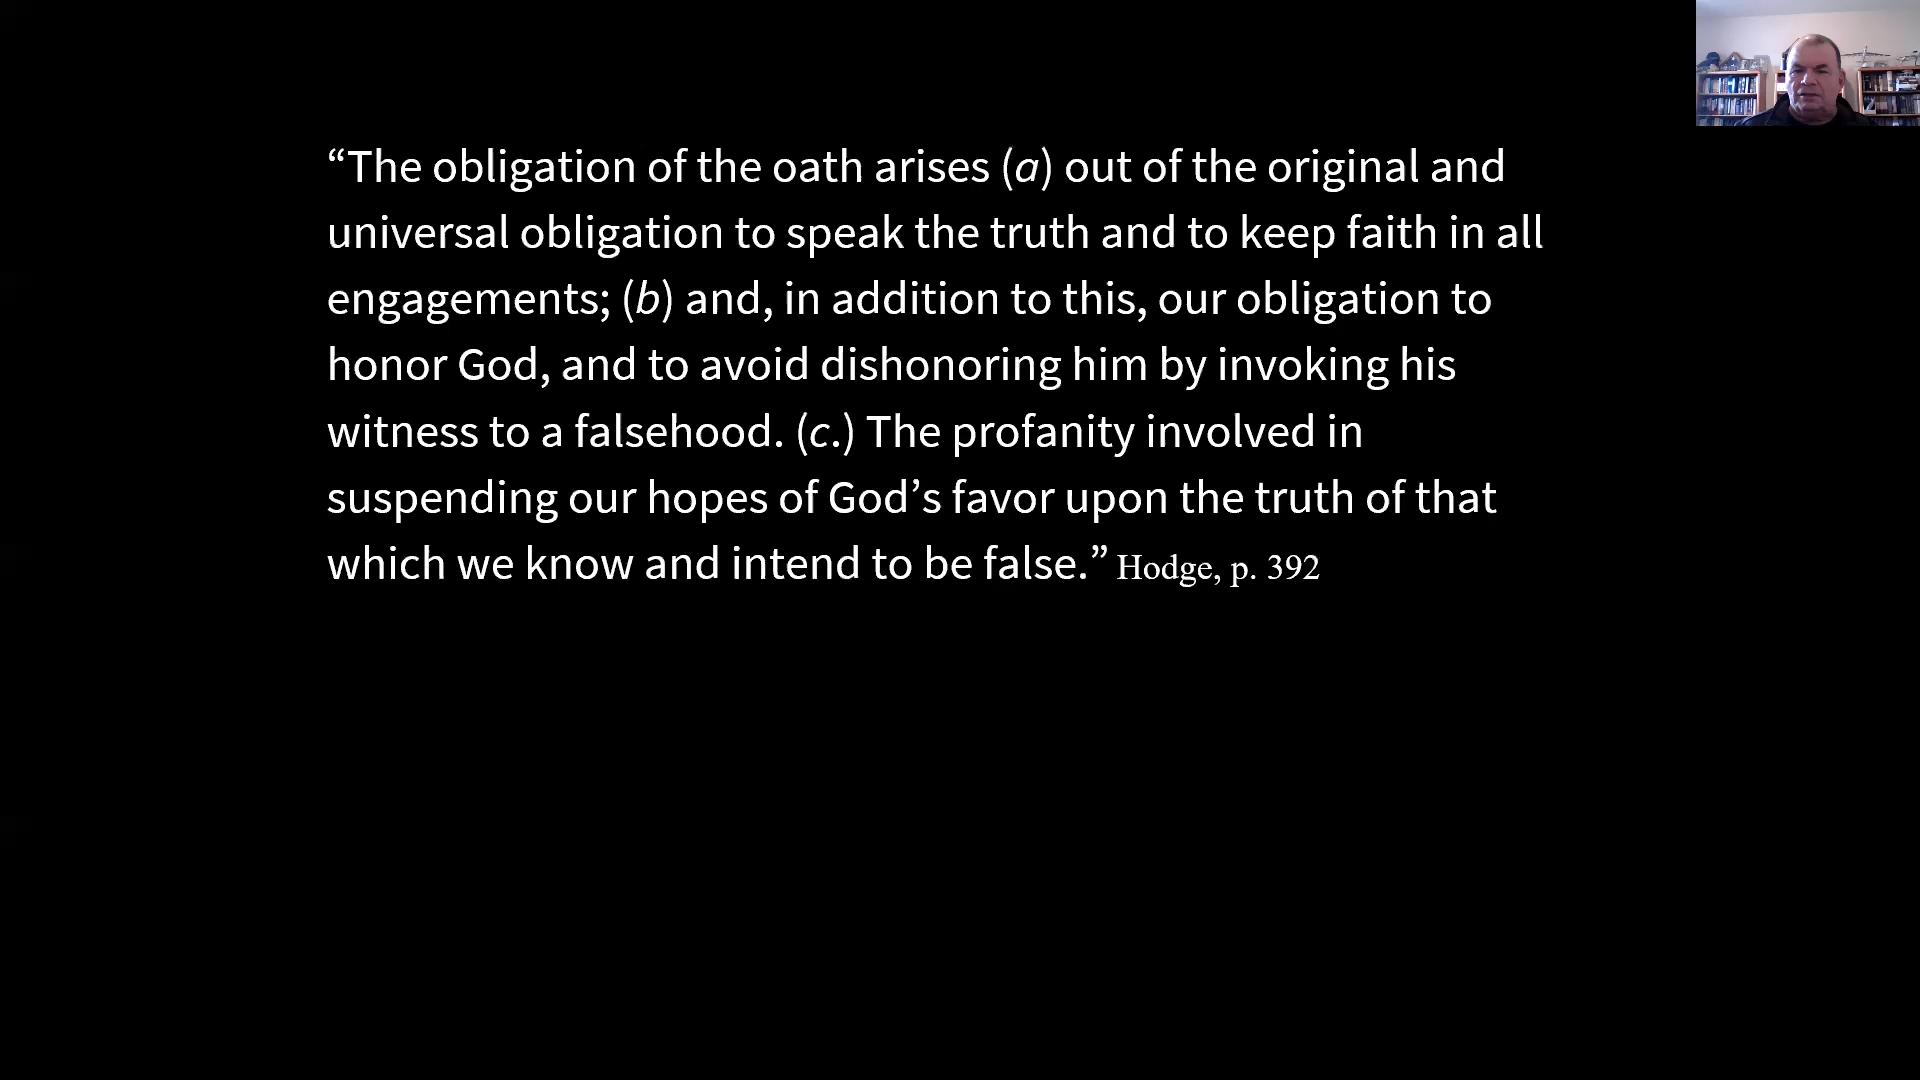 “The obligation of the oath arises (a) out of the original and
universal obligation to speak the truth and to keep faith in all
engagements; (b) and, in addition to this, our obligation to
honor God, and to avoid dishonoring him by invoking his
witness to a falsehood. (c.) The profanity involved in
suspending our hopes of God’s favor upon the truth of that
which we know and intend to be false.” Hodge, p. 392